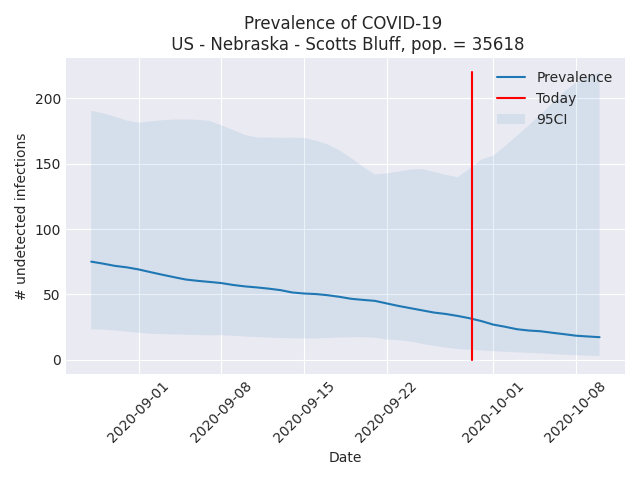 Prevalence of COVID-19
US - Nebraska - Scotts Bluff, pop. = 35618
Prevalence
Today
95CI
# undetected infections
200
150
100
50
0
2020-09-01
2020-09-08
2020-09-15
2020-09-22
2020-10-01
2020-10-08
Date